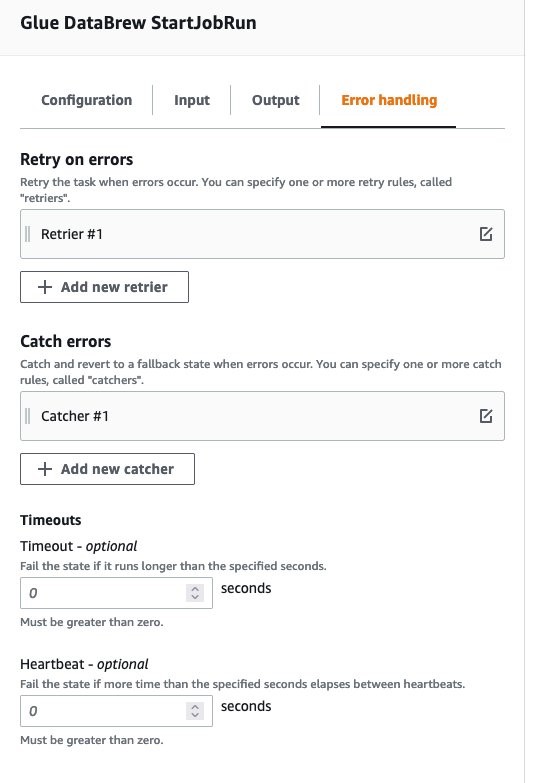 Glue DataBrew StartJobRun
Configuration
Input
Output
Error handling
Retry on errors
Retry the task when errors occur. You can specify one or more retry rules, called
"retriers".
Retrier #1
Add new retrier
Catch errors
Catch and revert to a fallback state when errors occur. You can specify one or more catch
rules, called "catchers".
Catcher #1
Add new catcher
Timeouts
Timeout - optional
Fail the state if it runs longer than the specified seconds.
0 seconds
Must be greater than zero.
Heartbeat - optional
Fail the state if more time than the specified seconds elapses between heartbeats.
0 seconds
Must be greater than zero.